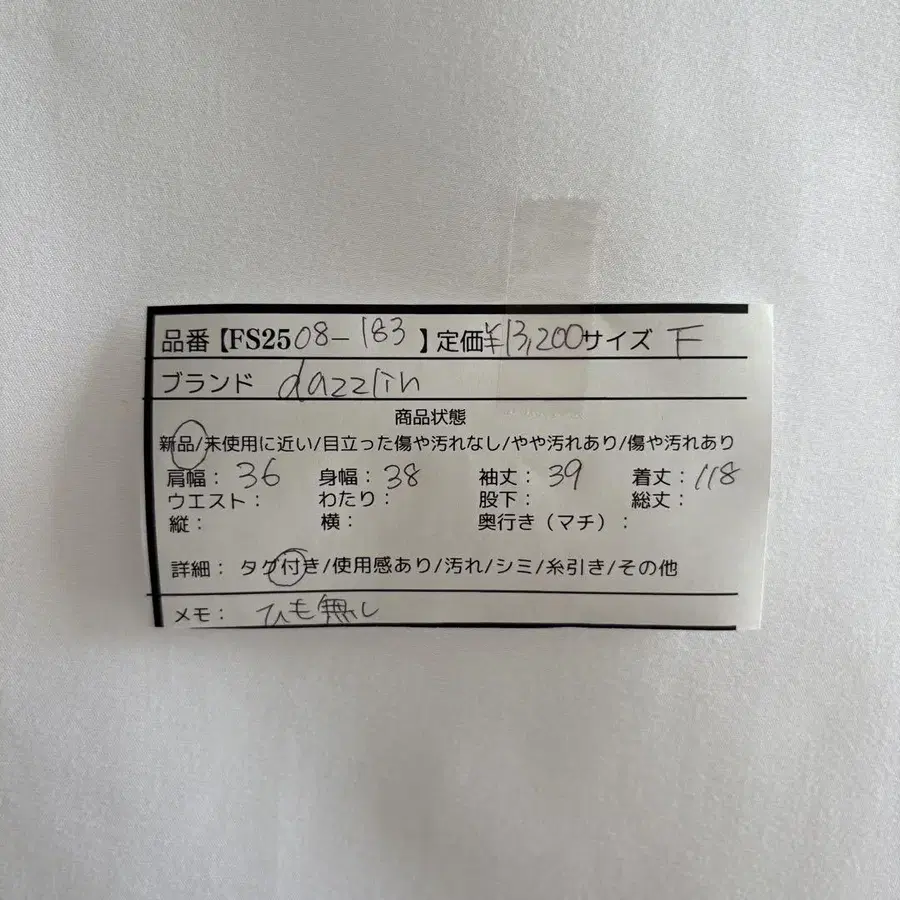 品番【FS2508-183】定価¥13,200サイズ F
ブランド dazzlin
商品状態
新品/未使用に近い/目立った傷や汚れなし/やや汚れあり/傷や汚れあり
肩幅：36 身幅：38 袖丈：39 着丈：118
ウエスト： わたり： 股下： 総丈：
縦： 横： 奥行き（マチ）：
詳細：タグ付き/使用感あり/汚れ/シミ/糸引き/その他
メモ：ひも無し